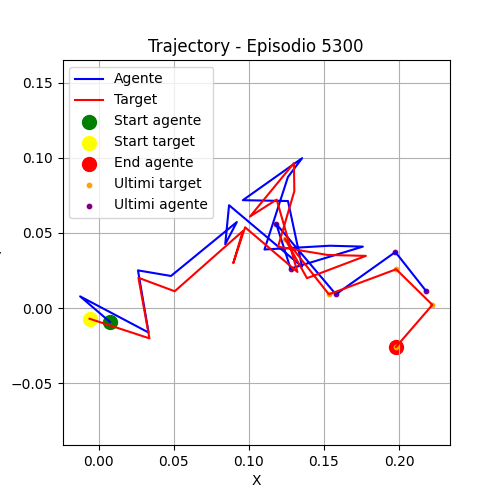 Trajectory - Episodio 5300
Agente
Target
Start agente
Start target
End agente
Ultimi target
Ultimi agente
0.15
0.10
0.05
0.00
−0.05
0.00
0.05
0.10
0.15
0.20
X